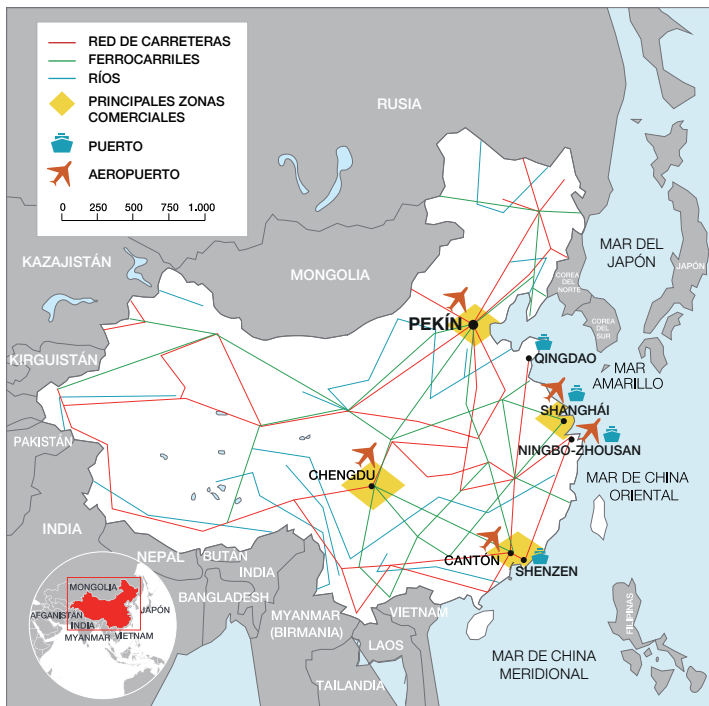 RED DE CARRETERAS
FERROCARRILES
RÍOS
PRINCIPALES ZONAS
COMERCIALES
PUERTO
AEROPUERTO
0 250 500 750 1.000
RUSIA
KAZAJISTÁN
MONGOLIA
MAR DEL
JAPÓN
JAPÓN
COREA
DEL
NORTE
COREA
DEL
SUR
PEKÍN
KIRGUISTÁN
QINGDAO
MAR
AMARILLO
SHANGHÁI
PAKISTÁN
NINGBO-ZHOUSAN
CHENGDU
MAR DE CHINA
ORIENTAL
INDIA
NEPAL
BUTÁN
INDIA
CANTÓN
SHENZEN
BANGLADESH
MYANMAR
(BIRMANIA)
VIETNAM
LAOS
TAILANDIA
FILIPINAS
MAR DE CHINA
MERIDIONAL
MONGOLIA
JAPÓN
AFGANISTÁN
INDIA
MYANMAR
VIETNAM